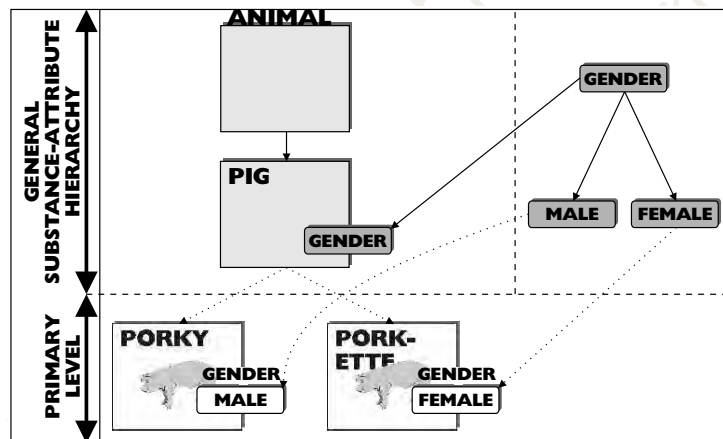 ANIMAL
GENERAL
SUBSTANCE-ATTRIBUTE
HIERARCHY
GENDER
PIG
MALE
FEMALE
GENDER
PRIMARY
LEVEL
PORKY
GENDER
MALE
PORK-
ETTE
GENDER
FEMALE